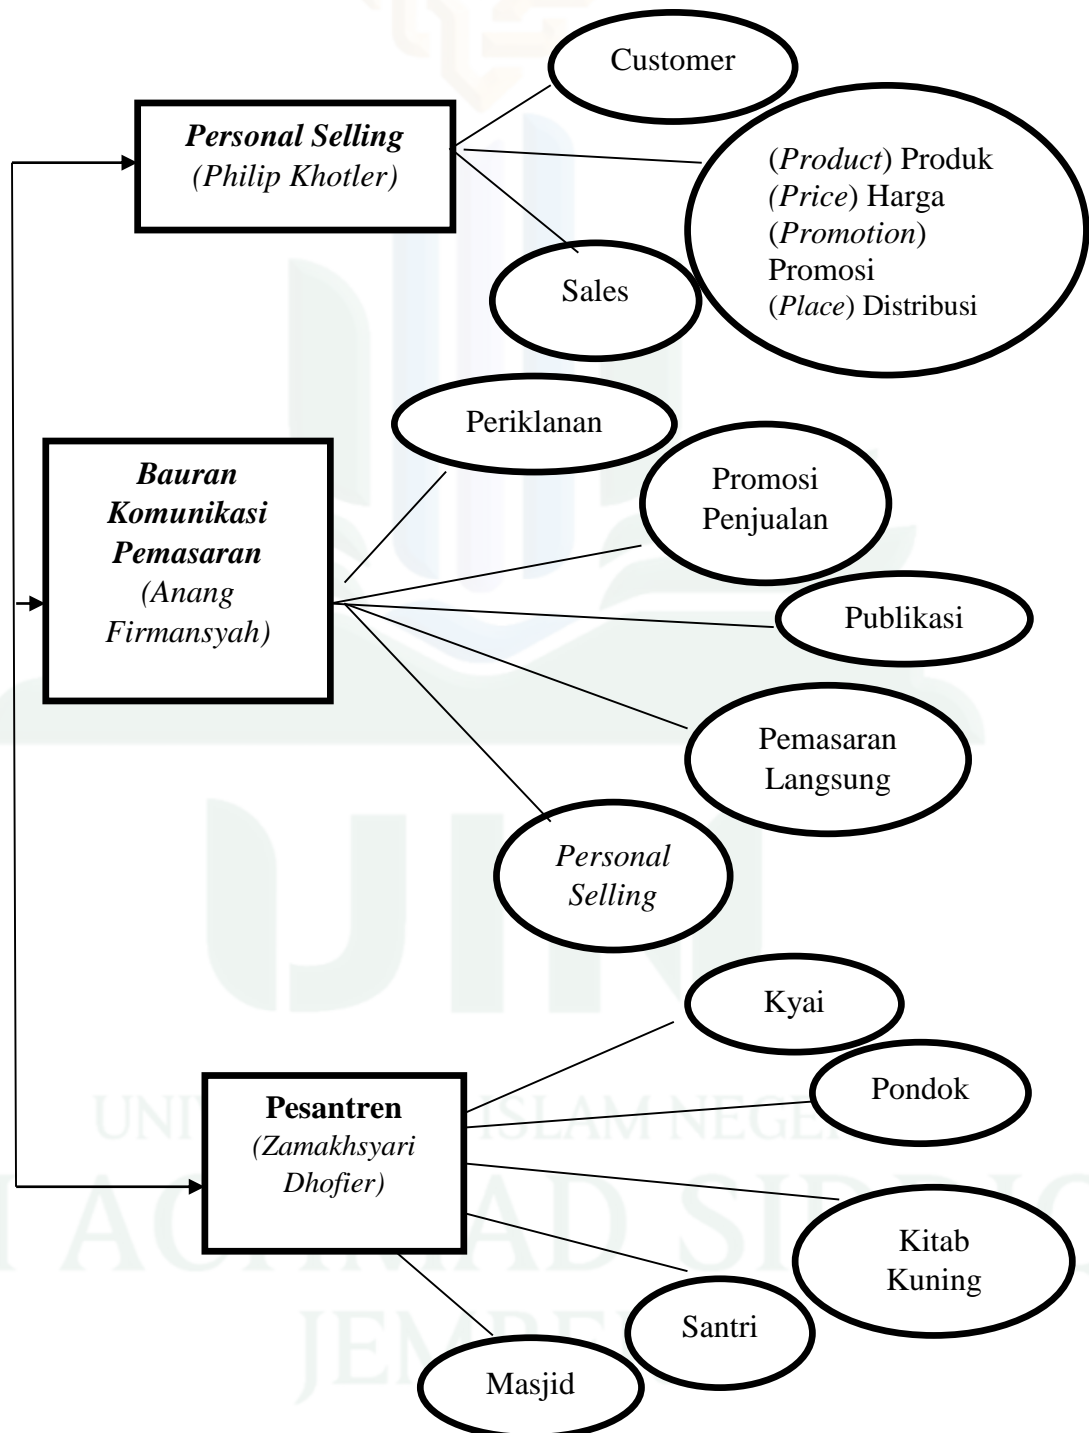 Customer
Personal Selling
(Philip Khotler)
(Product) Produk
(Price) Harga
(Promotion)
Promosi
(Place) Distribusi
Sales
Periklanan
Bauran
Komunikasi
Pemasaran
(Anang
Firmansyah)
Promosi
Penjualan
Publikasi
Pemasaran
Langsung
Personal
Selling
UIN
Kyai
Pondok
Pesantren
(Zamakhsyari
Dhofier)
Kitab
Kuning
Santri
Masjid